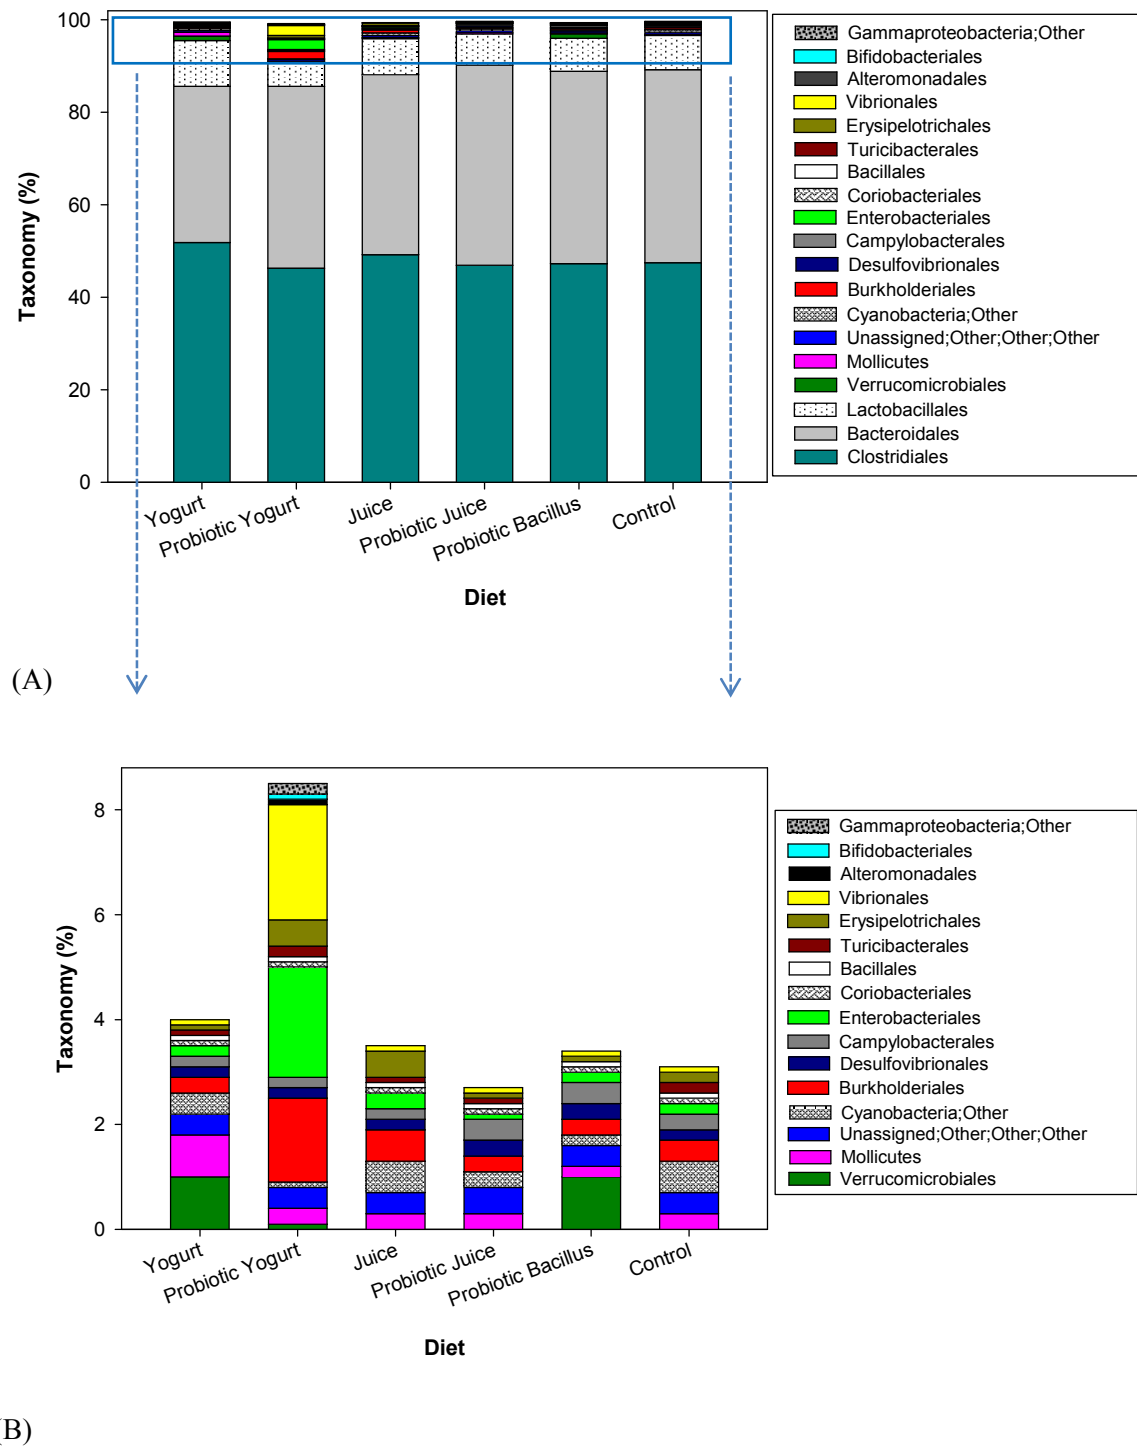 100
80
60
40
20
0
Taxonomy (%)
Yogurt
Probiotic Yogurt
Juice
Probiotic Juice
Probiotic Bacillus
Control
Diet
Gammaproteobacteria;Other
Bifidobacteriales
Alteromonadales
Vibrionales
Erysipelotrichales
Turicibacterales
Bacillales
Coriobacteriales
Enterobacteriales
Campylobacterales
Desulfovibrionales
Burkholderiales
Cyanobacteria;Other
Unassigned;Other;Other;Other
Mollicutes
Verrucomicrobiales
Lactobacillales
Bacteroidales
Clostridiales
(A)
8
6
4
2
0
Taxonomy (%)
Yogurt
Probiotic Yogurt
Juice
Probiotic Juice
Probiotic Bacillus
Control
Diet
Gammaproteobacteria;Other
Bifidobacteriales
Alteromonadales
Vibrionales
Erysipelotrichales
Turicibacterales
Bacillales
Coriobacteriales
Enterobacteriales
Campylobacterales
Desulfovibrionales
Burkholderiales
Cyanobacteria;Other
Unassigned;Other;Other;Other
Mollicutes
Verrucomicrobiales
(B)